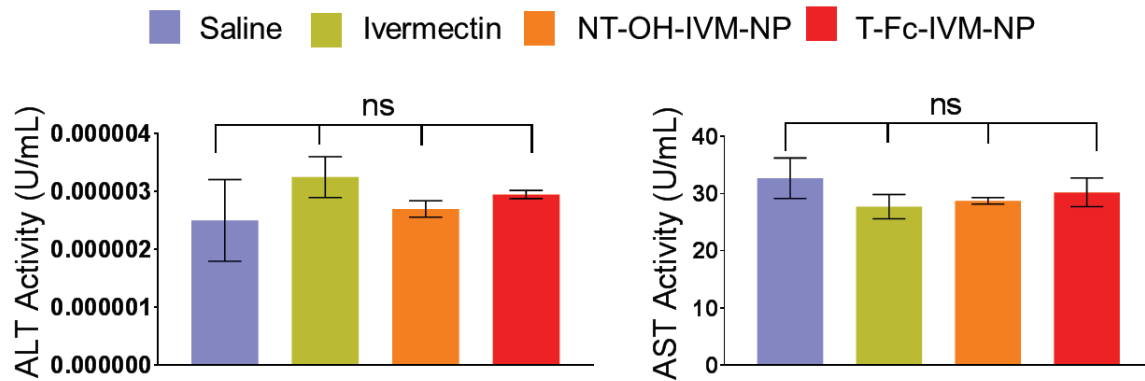 Saline Ivermectin NT-OH-IVM-NP T-Fc-IVM-NP
ns
ALT Activity (U/mL)
0.000004
0.000003
0.000002
0.000001
0.000000
ns
AST Activity (U/mL)
40
30
20
10
0